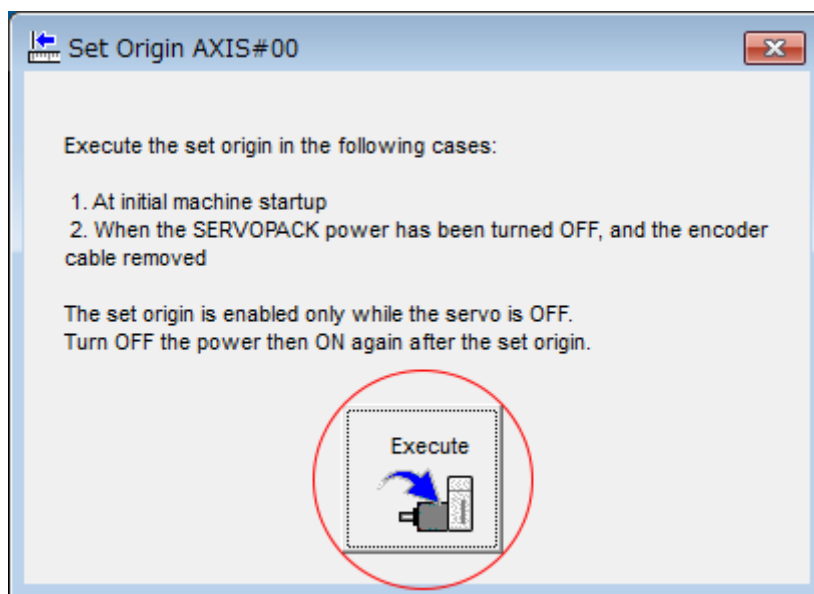 Set Origin AXIS#00
Execute the set origin in the following cases:
1. At initial machine startup
2. When the SERVOPACK power has been turned OFF, and the encoder
cable removed
The set origin is enabled only while the servo is OFF.
Turn OFF the power then ON again after the set origin.
Execute